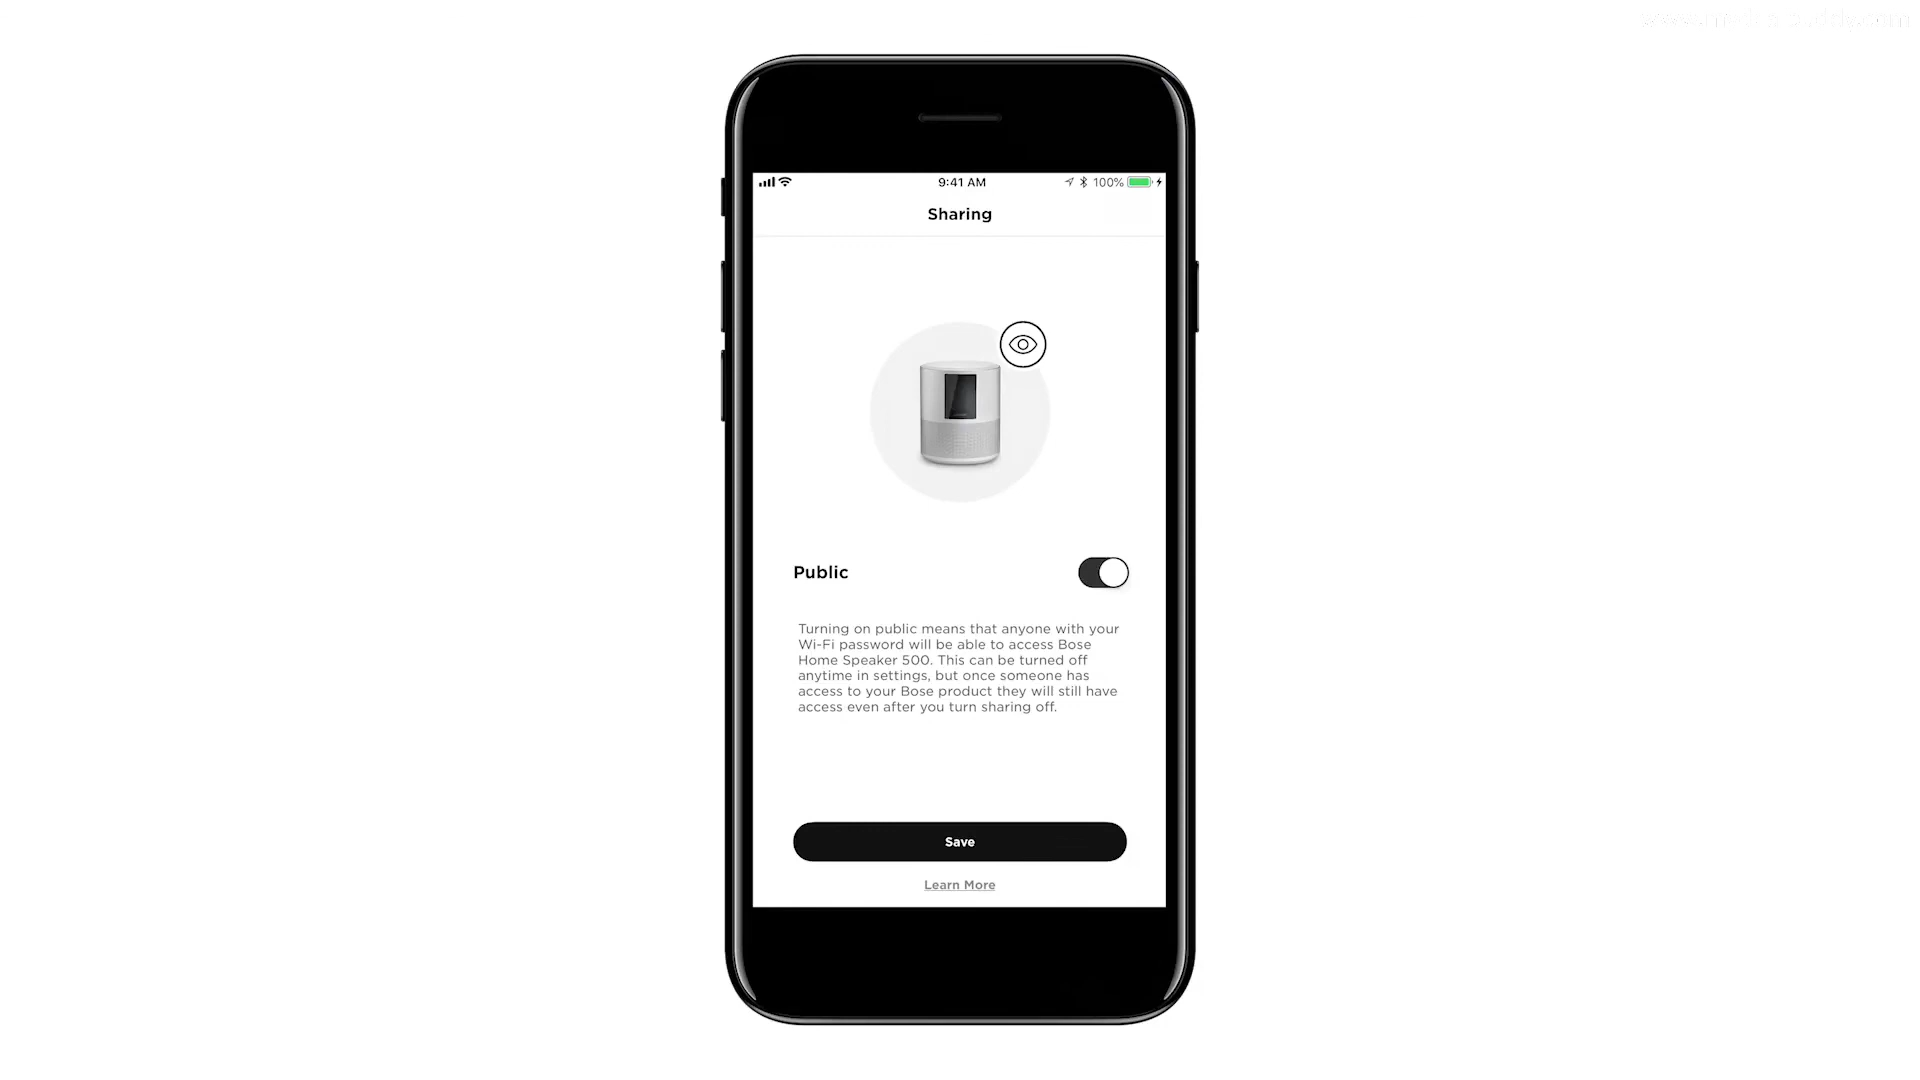 9:41 AM
100%
Sharing
Public
Turning on public means that anyone with your
Wi-Fi password will be able to access Bose
Home Speaker 500. This can be turned off
anytime in settings, but once someone has
access to your Bose product they will still have
access even after you turn sharing off.
Save
Learn More